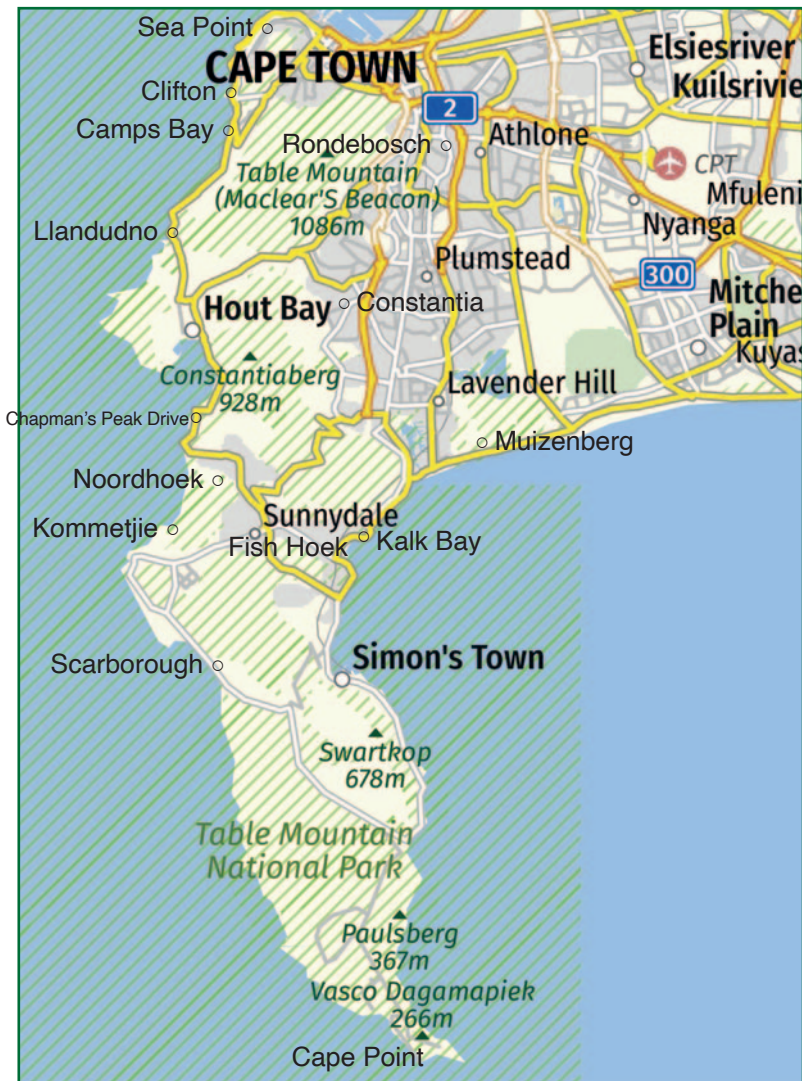 Sea Point
CAPE TOWN
Elsiesriver
Kuilsrivie
Clifton
2
Camps Bay
Rondebosch
Athlone
CPT
Table Mountain
(Maclear'S Beacon)
1086m
Mfuleni
Nyanga
Llandudno
Plumstead
300
Hout Bay
Constantia
Mitche
Plain
Kuyas
Constantiaberg
928m
Lavender Hill
Chapman's Peak Drive
Muizenberg
Noordhoek
Sunnydale
Kommetjie
Fish Hoek
Kalk Bay
Scarborough
Simon's Town
Swartkop
678m
Table Mountain
National Park
Paulsberg
367m
Vasco Dagamapiek
266m
Cape Point